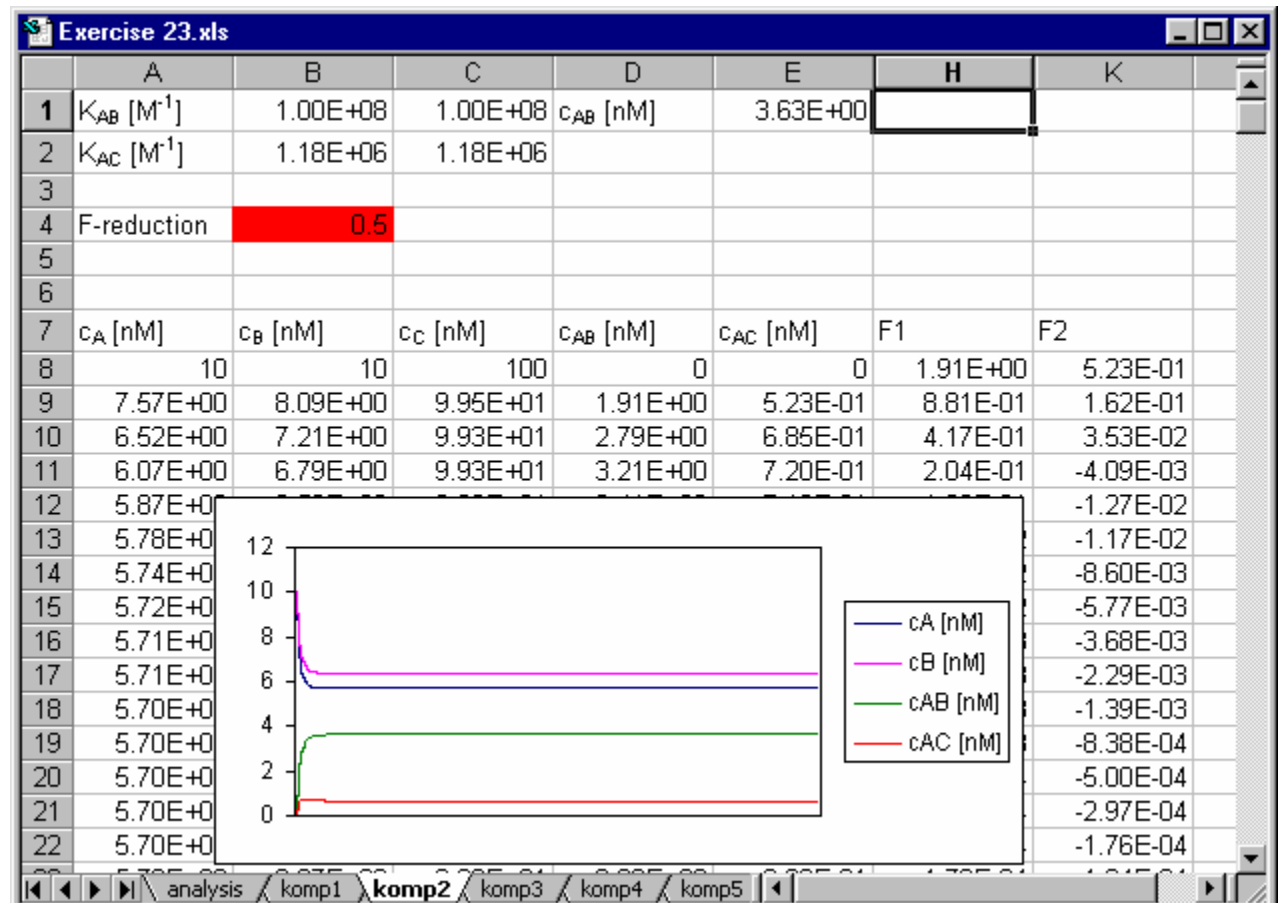 Exercise 23.xls
A B C D E H K
1 K_AB [M^-1] 1.00E+08 1.00E+08 c_AB [nM] 3.63E+00
2 K_AC [M^-1] 1.18E+06 1.18E+06
3
4 F-reduction 0.5
5
6
7 c_A [nM] c_B [nM] c_C [nM] c_AB [nM] c_AC [nM] F1 F2
8 10 10 100 0 0 1.91E+00 5.23E-01
9 7.57E+00 8.09E+00 9.95E+01 1.91E+00 5.23E-01 8.81E-01 1.62E-01
10 6.52E+00 7.21E+00 9.93E+01 2.79E+00 6.85E-01 4.17E-01 3.53E-02
11 6.07E+00 6.79E+00 9.93E+01 3.21E+00 7.20E-01 2.04E-01 -4.09E-03
12 5.87E+0 -1.27E-02
13 5.78E+0 -1.17E-02
14 5.74E+0 -8.60E-03
15 5.72E+0 -5.77E-03
16 5.71E+0 -3.68E-03
17 5.71E+0 -2.29E-03
18 5.70E+0 -1.39E-03
19 5.70E+0 -8.38E-04
20 5.70E+0 -5.00E-04
21 5.70E+0 -2.97E-04
22 5.70E+0 -1.76E-04
12
10
8
6
4
2
0
cA [nM]
cB [nM]
cAB [nM]
cAC [nM]
analysis komp1 komp2 komp3 komp4 komp5